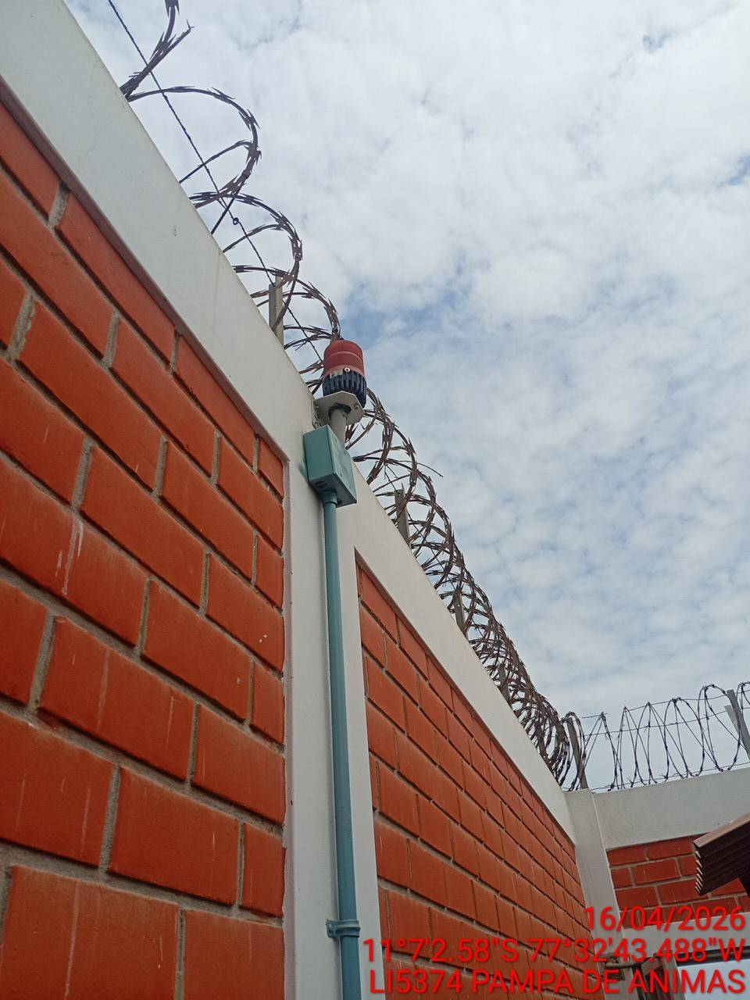 16/04/2026
11°7'2.58"S 77°32'43.488"W
LI5374 PAMPA DE ANIMAS